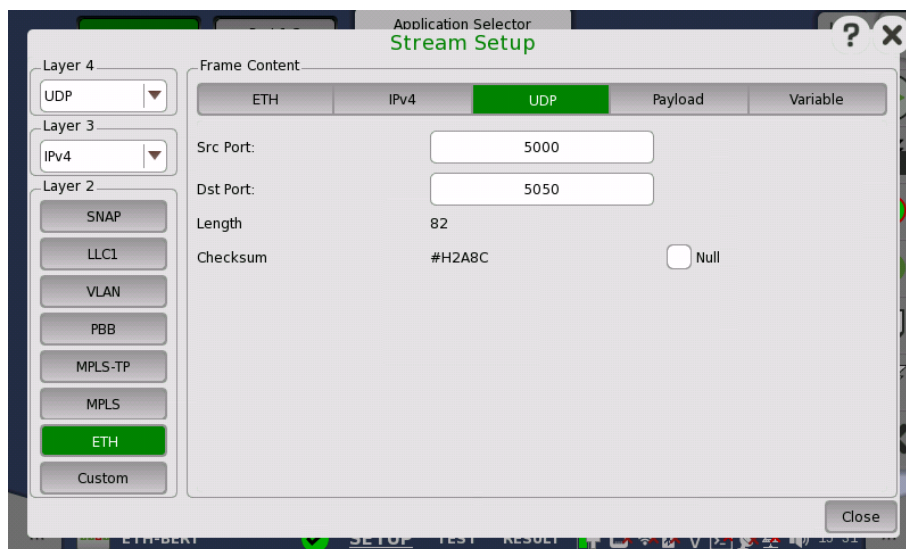 Application Selector
Stream Setup
?
Layer 4
UDP
Layer 3
IPv4
Layer 2
SNAP
LLC1
VLAN
PBB
MPLS-TP
MPLS
ETH
Custom
Frame Content
ETH IPv4 UDP Payload Variable
Src Port: 5000
Dst Port: 5050
Length 82
Checksum #H2A8C Null
Close
ETH-BERT SETUP TEST RESULT